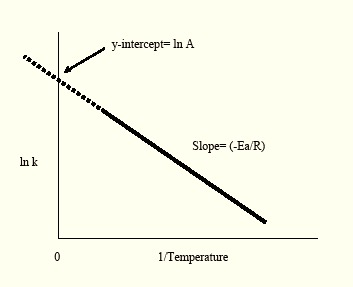 y-intercept= ln A
Slope= (-Ea/R)
ln k
0
1/Temperature